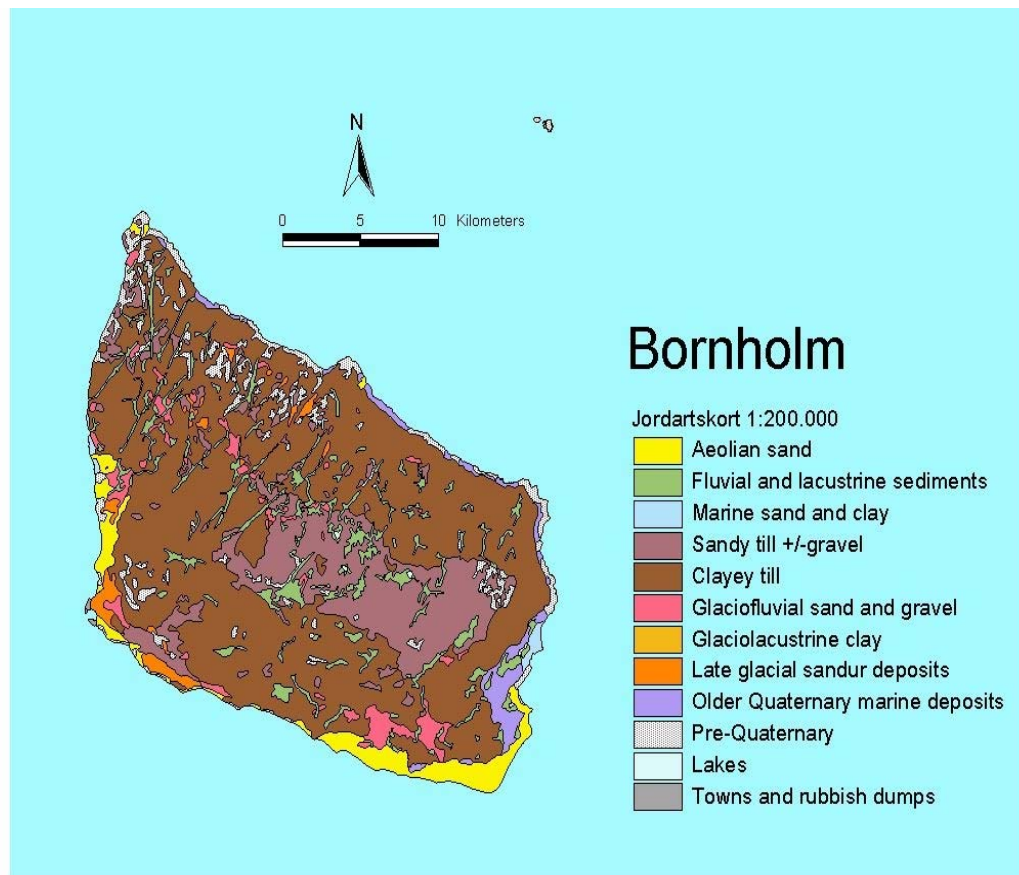 N
0 5 10 Kilometers
Bornholm
Jordartskort 1:200.000
Aeolian sand
Fluvial and lacustrine sediments
Marine sand and clay
Sandy till +/-gravel
Clayey till
Glaciofluvial sand and gravel
Glaciolacustrine clay
Late glacial sandur deposits
Older Quaternary marine deposits
Pre-Quaternary
Lakes
Towns and rubbish dumps